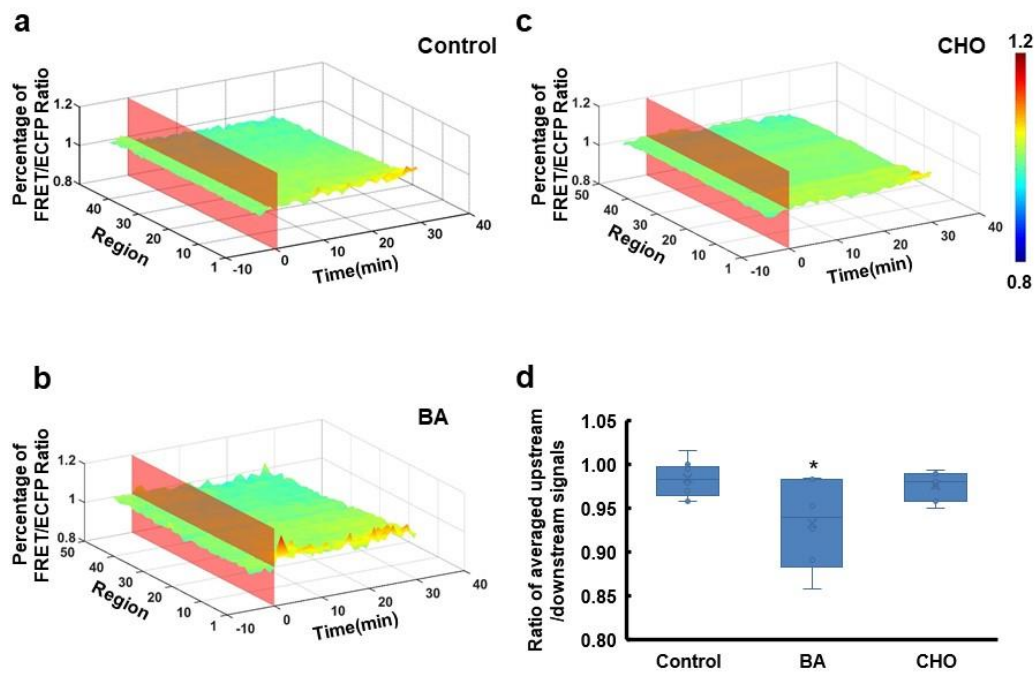 a
Control
Percentage of
FRET/ECFP Ratio
1.2
1
0.8
40
30
20
10
1
Region
-10
0
10
20
30
40
Time(min)
c
CHO
Percentage of
FRET/ECFP Ratio
1.2
1
0.8
50
40
30
20
10
1
Region
-10
0
10
20
30
40
Time(min)
1.2
0.8
b
BA
Percentage of
FRET/ECFP Ratio
1.2
1
0.8
50
40
30
20
10
1
Region
-10
0
10
20
30
40
Time(min)
d
Ratio of averaged upstream
/downstream signals
1.05
1.00
0.95
0.90
0.85
0.80
*
Control
BA
CHO